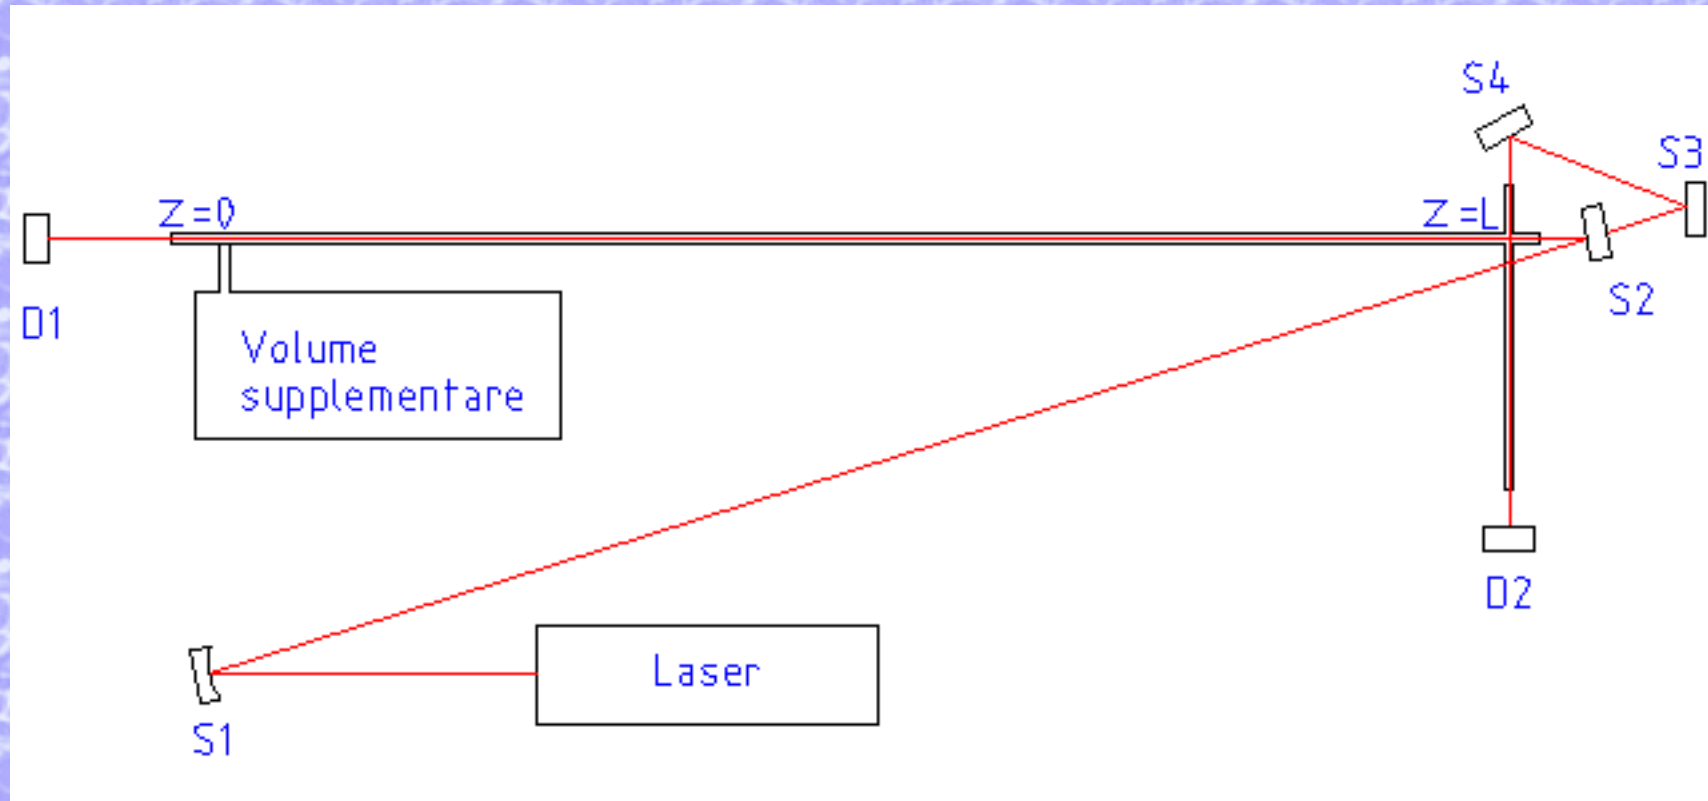 S4
S3
Z=0
Z=L
D1
S2
Volume
supplementare
D2
Laser
S1